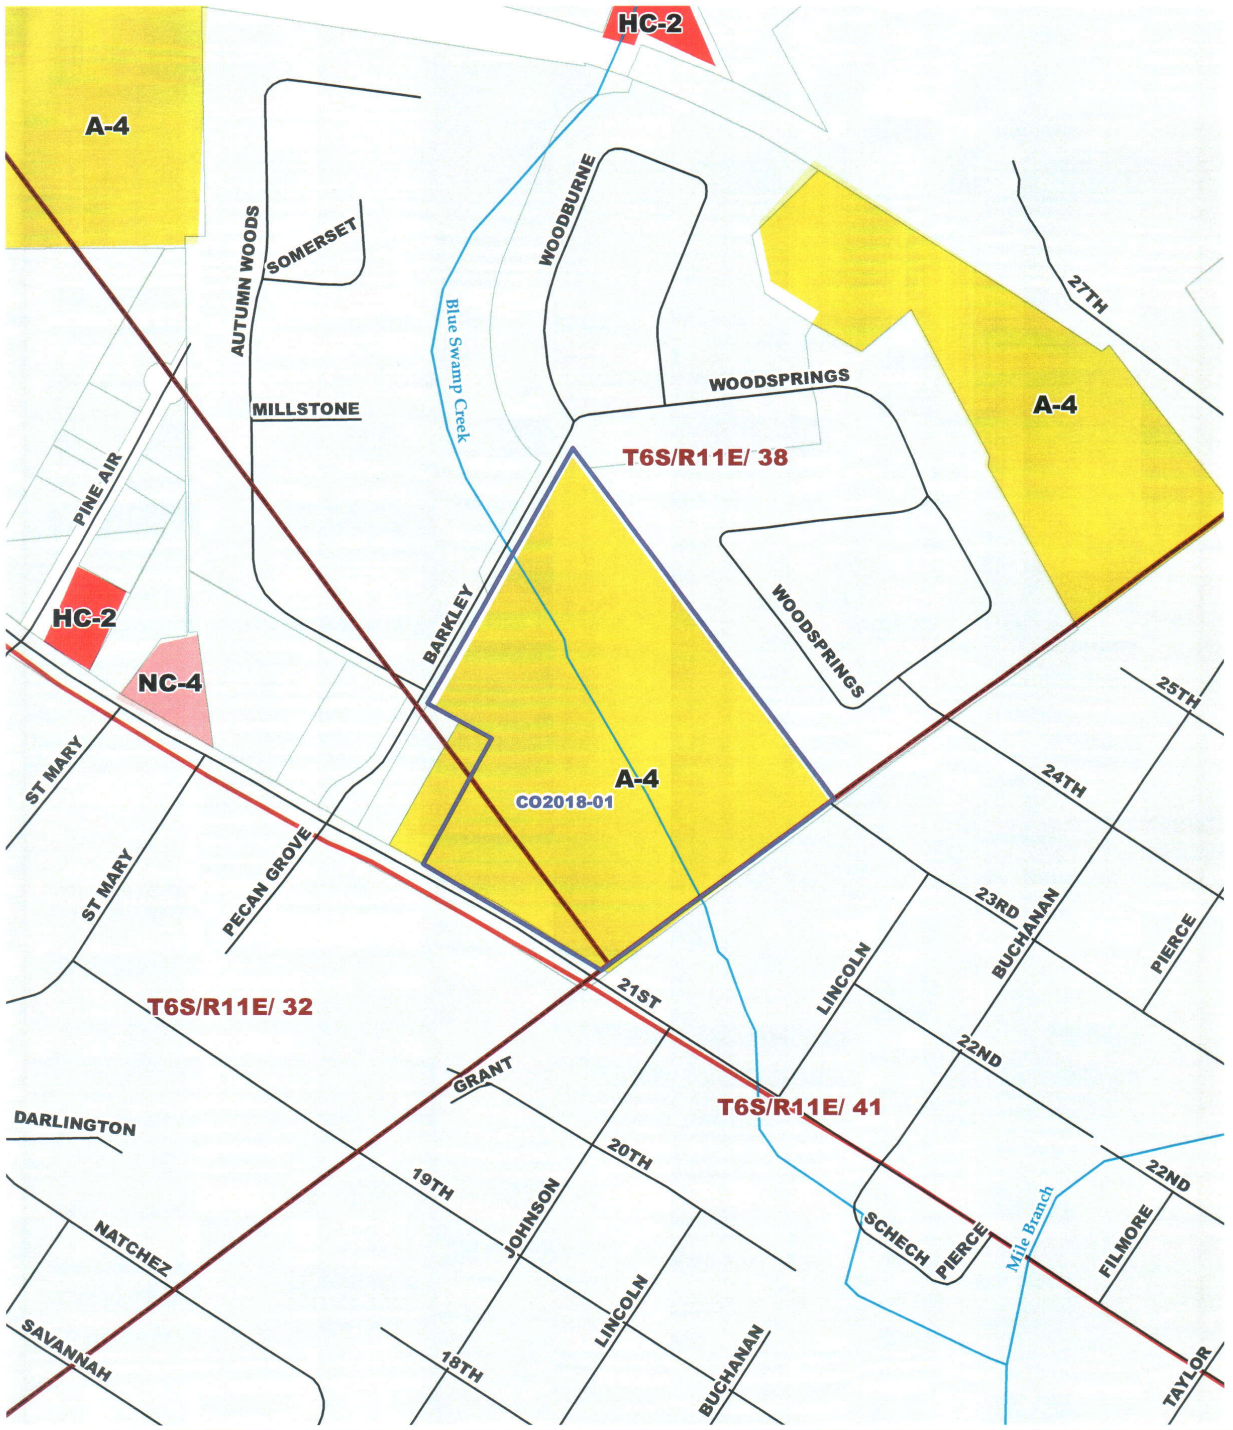 HC-2
A-4
WOODBURNE
AUTUMN WOODS
SOMERSET
27TH
Blue Swamp Creek
WOODSPRINGS
MILLSTONE
A-4
T6S/R11E/ 38
PINE AIR
HC-2
BARKLEY
WOODSPRINGS
NC-4
25TH
ST MARY
A-4
24TH
CO2018-01
ST MARY
PECAN GROVE
23RD
BUCHANAN
PIERCE
LINCOLN
21ST
T6S/R11E/ 32
22ND
GRANT
T6S/R11E/ 41
DARLINGTON
20TH
22ND
19TH
JOHNSON
Mile Branch
SCHECH
PIERCE
FILMORE
NATCHEZ
LINCOLN
SAVANNAH
18TH
BUCHANAN
TAYLOR